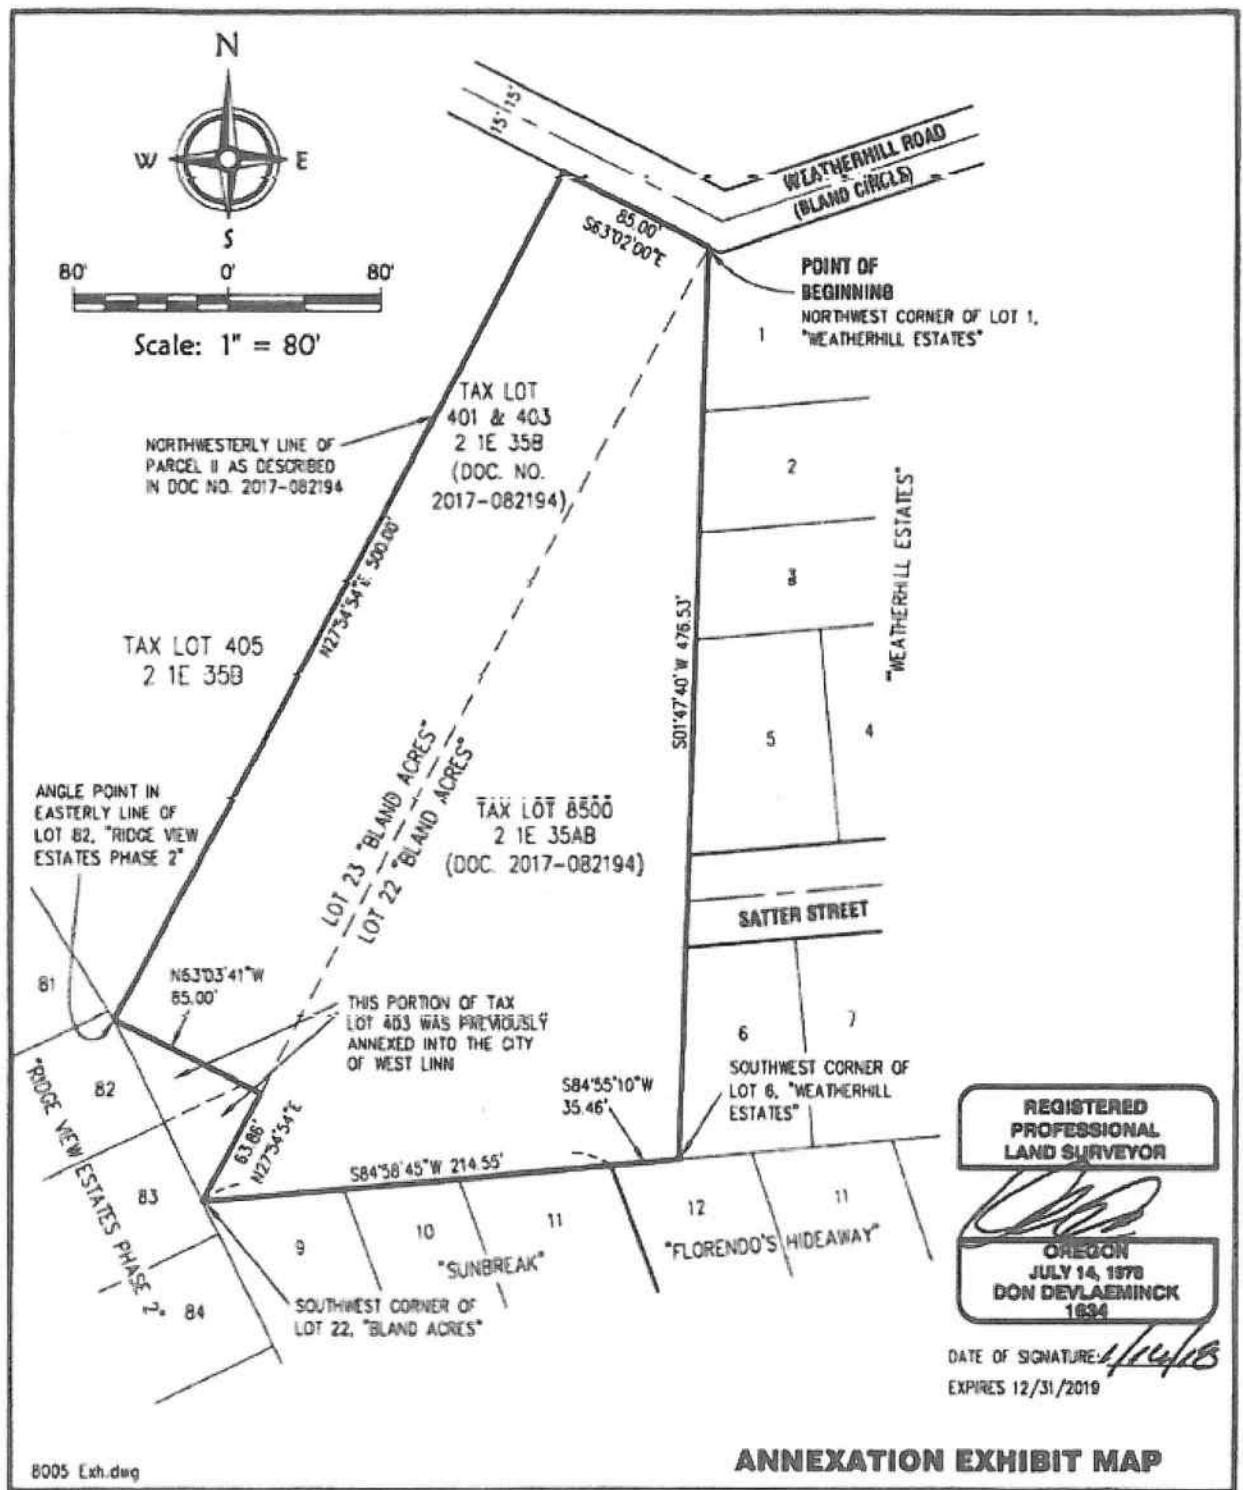 N
W
E
S
80'
0'
80'
Scale: 1" = 80'
15'
15'
WEATHERHILL ROAD
(BLAND CIRCLE)
85.00'
S63°02'00"E
POINT OF
BEGINNING
NORTHWEST CORNER OF LOT 1,
"WEATHERHILL ESTATES"
1
TAX LOT
401 & 403
2 1E 35B
(DOC. NO.
2017-082194)
NORTHWESTERLY LINE OF
PARCEL II AS DESCRIBED
IN DOC NO. 2017-082194
2
3
"WEATHERHILL ESTATES"
N27°54'54"E 500.00'
S01°47'40"W 476.53'
TAX LOT 405
2 1E 35B
5
4
ANGLE POINT IN
EASTERLY LINE OF
LOT 82, "RIDGE VIEW
ESTATES PHASE 2"
LOT 23 "BLAND ACRES"
LOT 22 "BLAND ACRES"
TAX LOT 8500
2 1E 35AB
(DOC. 2017-082194)
SATTER STREET
81
N63°03'41"W
85.00'
THIS PORTION OF TAX
LOT 403 WAS PREVIOUSLY
ANNEXED INTO THE CITY
OF WEST LINN
6
7
82
S84°55'10"W
35.46'
SOUTHWEST CORNER OF
LOT 6, "WEATHERHILL
ESTATES"
"RIDGE VIEW ESTATES PHASE 2"
63.86'
N27°54'54"E
S84°58'45"W 214.55'
83
9
10
11
12
11
"SUNBREAK"
"FLORENDO'S HIDEAWAY"
84
SOUTHWEST CORNER OF
LOT 22, "BLAND ACRES"
REGISTERED
PROFESSIONAL
LAND SURVEYOR
OREGON
JULY 14, 1978
DON DEVLAEMINCK
1634
DATE OF SIGNATURE:
EXPIRES 12/31/2019
8005 Exh.dwg
ANNEXATION EXHIBIT MAP